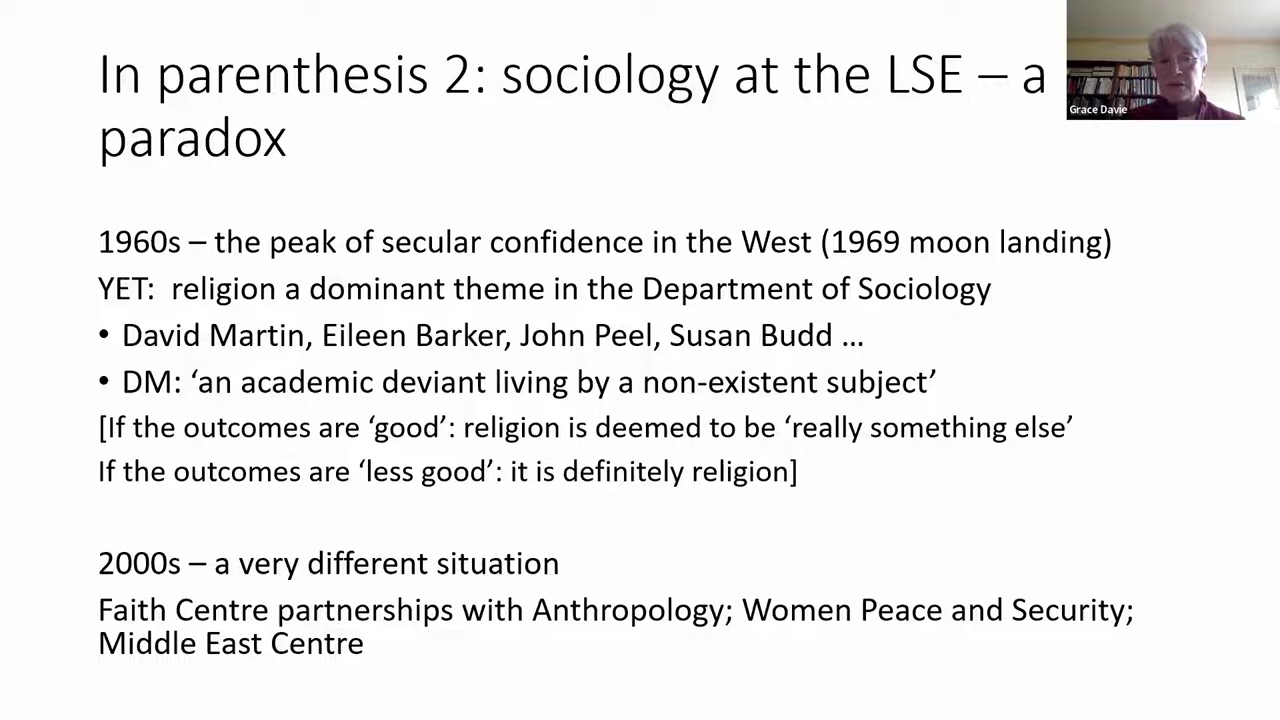 In parenthesis 2: sociology at the LSE – a
paradox
Grace Davie
1960s – the peak of secular confidence in the West (1969 moon landing)
YET:  religion a dominant theme in the Department of Sociology
• David Martin, Eileen Barker, John Peel, Susan Budd …
• DM: ‘an academic deviant living by a non-existent subject’
[If the outcomes are ‘good’: religion is deemed to be ‘really something else’
If the outcomes are ‘less good’: it is definitely religion]
2000s – a very different situation
Faith Centre partnerships with Anthropology; Women Peace and Security;
Middle East Centre